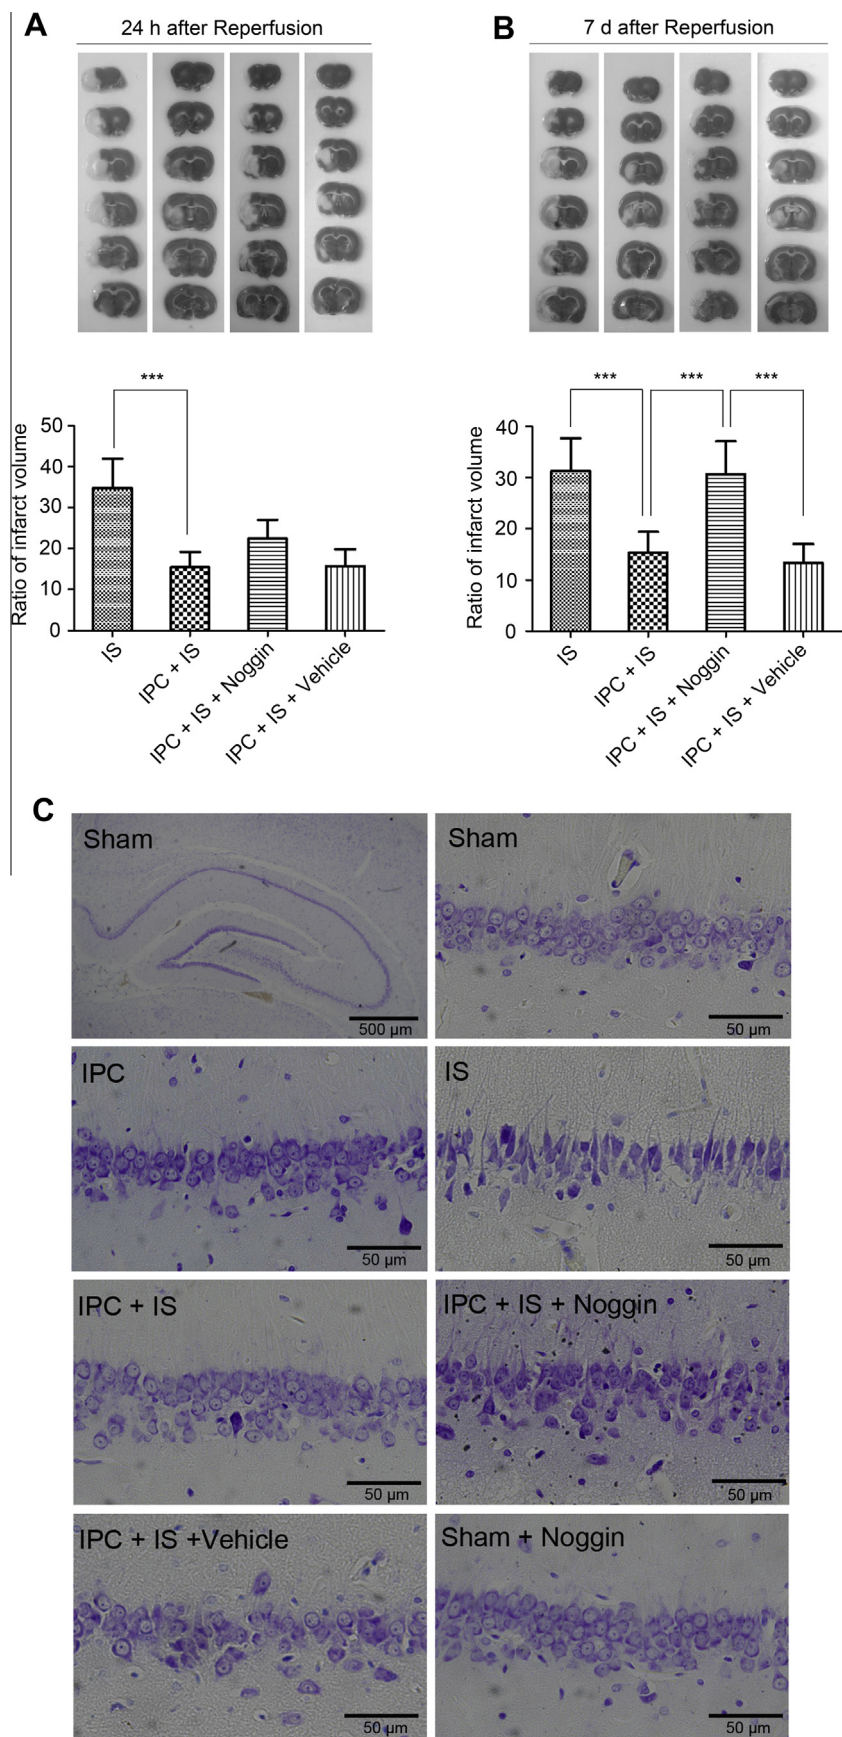 A
24 h after Reperfusion
B
7 d after Reperfusion
***
Ratio of infarct volume
50
40
30
20
10
0
IS
IPC + IS
IPC + IS + Noggin
IPC + IS + Vehicle
***
***
***
Ratio of infarct volume
40
30
20
10
0
IS
IPC + IS
IPC + IS + Noggin
IPC + IS + Vehicle
C
Sham
500 µm
Sham
50 µm
IPC
50 µm
IS
50 µm
IPC + IS
50 µm
IPC + IS + Noggin
50 µm
IPC + IS +Vehicle
50 µm
Sham + Noggin
50 µm